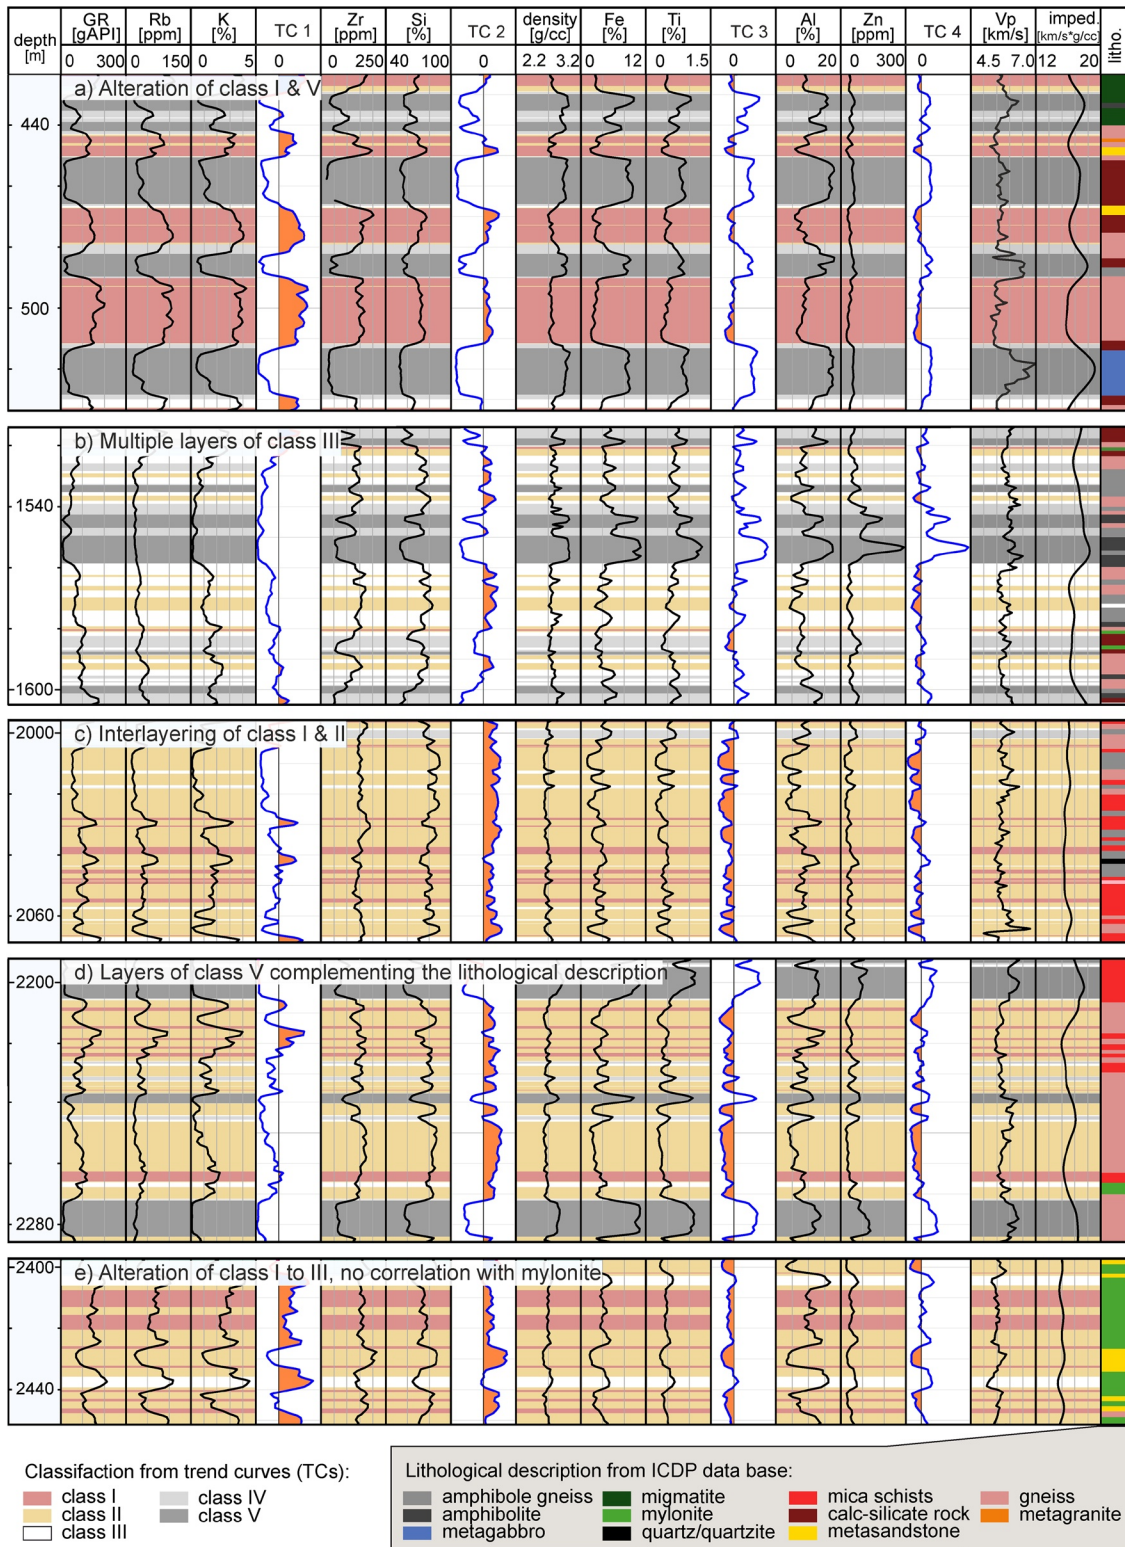 GR Rb K TC 1 Zr Si TC 2 density Fe Ti TC 3 Al Zn TC 4 Vp imped. litho.
depth [gAPI] [ppm] [%] [ppm] [%] [g/cc] [%] [%] [%] [ppm] [km/s] [km/s*g/cc]
[m] 0 300 0 150 0 5 0 0 250 40 100 0 2.2 3.2 0 12 0 1.5 0 0 20 0 300 0 4.5 7.0 12 20
a) Alteration of class I & V
440
500
b) Multiple layers of class III
1540
1600
c) Interlayering of class I & II
2000
2060
d) Layers of class V complementing the lithological description
2200
2280
e) Alteration of class I to III, no correlation with mylonite
2400
2440
Classifaction from trend curves (TCs):
class I class IV
class II class V
class III
Lithological description from ICDP data base:
amphibole gneiss migmatite mica schists gneiss
amphibolite mylonite calc-silicate rock metagranite
metagabbro quartz/quartzite metasandstone